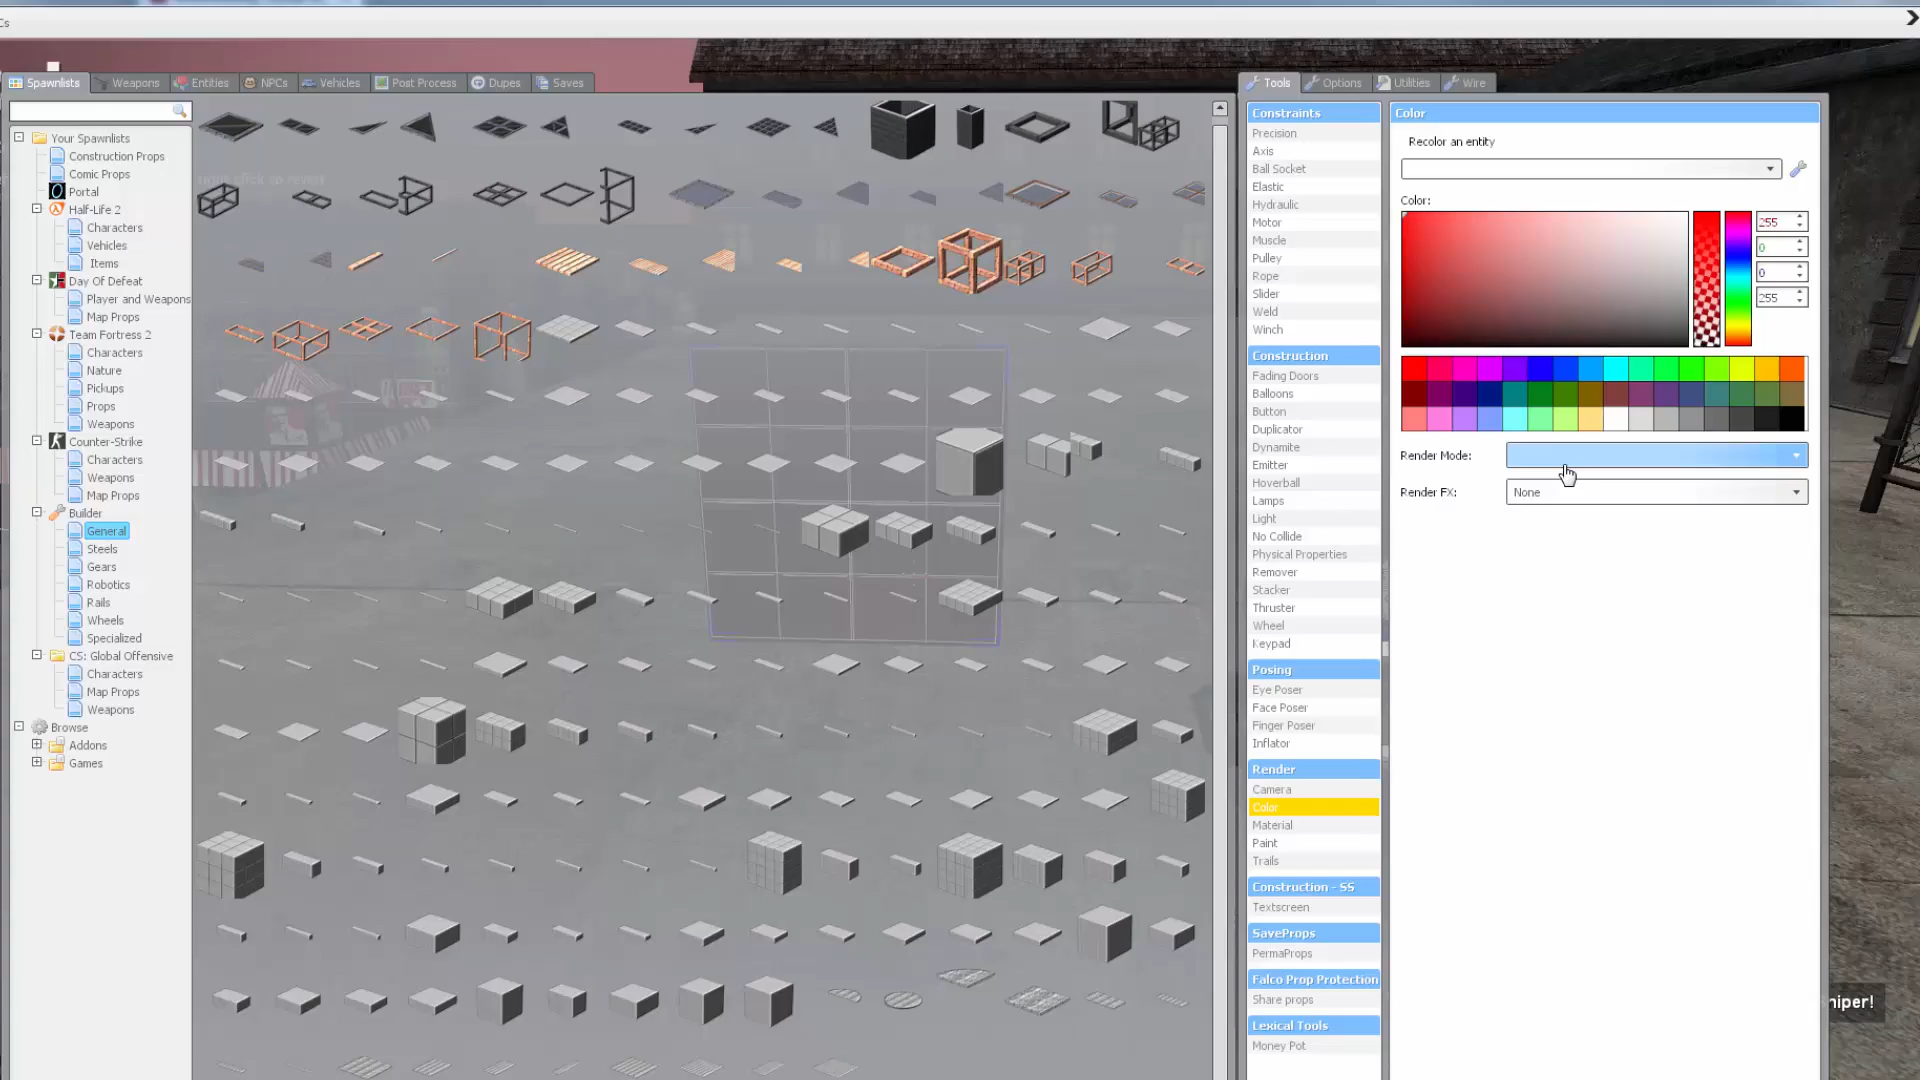 Cs
Spawnlists
Weapons
Entities
NPCs
Vehicles
Post Process
Dupes
Saves
Your Spawnlists
Construction Props
Comic Props
Portal
Half-Life 2
Characters
Vehicles
Items
Day Of Defeat
Player and Weapons
Map Props
Team Fortress 2
Characters
Nature
Pickups
Props
Weapons
Counter-Strike
Characters
Weapons
Map Props
Builder
General
Steels
Gears
Robotics
Rails
Wheels
Specialized
CS: Global Offensive
Characters
Map Props
Weapons
Browse
Addons
Games
Tools
Options
Utilities
Wire
Constraints
Precision
Axis
Ball Socket
Elastic
Hydraulic
Motor
Muscle
Pulley
Rope
Slider
Weld
Winch
Construction
Fading Doors
Balloons
Button
Duplicator
Dynamite
Emitter
Hoverball
Lamps
Light
No Collide
Physical Properties
Remover
Stacker
Thruster
Wheel
Keypad
Posing
Eye Poser
Face Poser
Finger Poser
Inflator
Render
Camera
Color
Material
Paint
Trails
Construction - SS
Textscreen
SaveProps
PermaProps
Falco Prop Protection
Share props
Lexical Tools
Money Pot
Color
Recolor an entity
Color:
255
0
0
255
Render Mode:
Render FX:
None
niper!